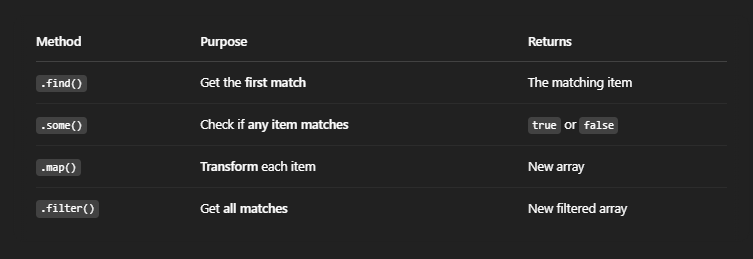 Method Purpose Returns
.find() Get the first match The matching item
.some() Check if any item matches true or false
.map() Transform each item New array
.filter() Get all matches New filtered array